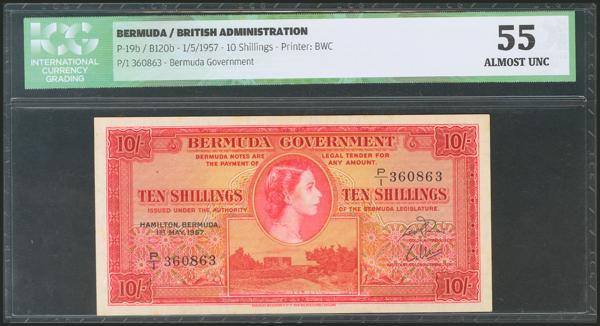 ICG
INTERNATIONAL
CURRENCY
GRADING
BERMUDA / BRITISH ADMINISTRATION
P-19b / B120b - 1/5/1957 - 10 Shillings - Printer: BWC
P/1 360863 - Bermuda Government
55
ALMOST UNC
10/- 10/-
BERMUDA GOVERNMENT
BERMUDA NOTES ARE LEGAL TENDER FOR
THE PAYMENT OF ANY AMOUNT.
P/1 360863
TEN SHILLINGS TEN SHILLINGS
ISSUED UNDER THE AUTHORITY OF THE BERMUDA LEGISLATURE.
HAMILTON, BERMUDA,
1ST MAY, 1957.
P/1 360863
10/- 10/-